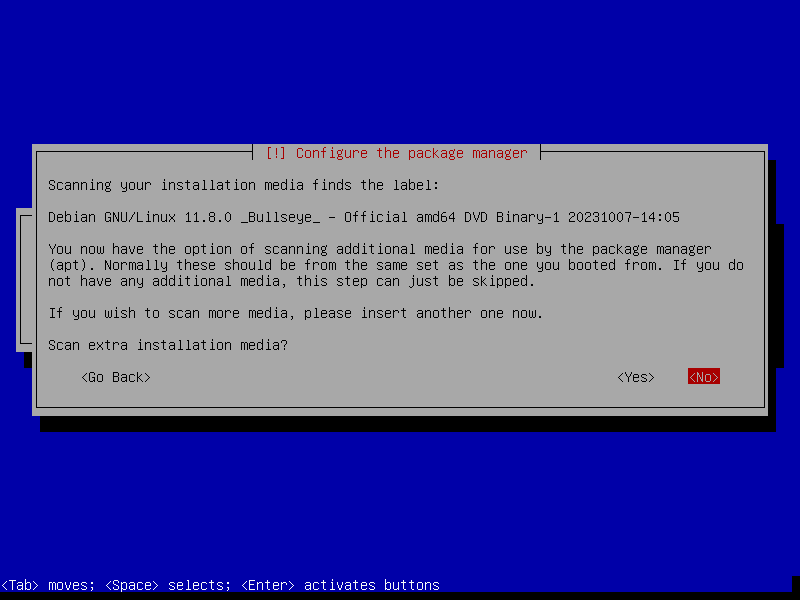 [!] Configure the package manager
Scanning your installation media finds the label:
Debian GNU/Linux 11.8.0 _Bullseye_ - Official amd64 DVD Binary-1 20231007-14:05
You now have the option of scanning additional media for use by the package manager
(apt). Normally these should be from the same set as the one you booted from. If you do
not have any additional media, this step can just be skipped.
If you wish to scan more media, please insert another one now.
Scan extra installation media?
<Go Back> <Yes> <No>
<Tab> moves; <Space> selects; <Enter> activates buttons